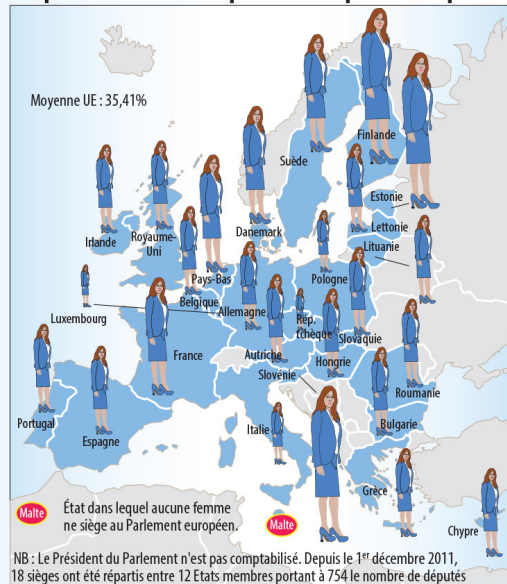 Moyenne UE : 35,41%
Finlande
Suède
Estonie
Irlande
Royaume-
Uni
Danemark
Lettonie
Lituanie
Pays-Bas
Pologne
Belgique
Luxembourg
Allemagne
Rép.
tchèque
Slovaquie
France
Autriche
Hongrie
Slovénie
Roumanie
Portugal
Espagne
Italie
Bulgarie
Grèce
Chypre
Malte
État dans lequel aucune femme
ne siège au Parlement européen.
Malte
NB : Le Président du Parlement n'est pas comptabilisé. Depuis le 1er décembre 2011,
18 sièges ont été répartis entre 12 Etats membres portant à 754 le nombre de députés